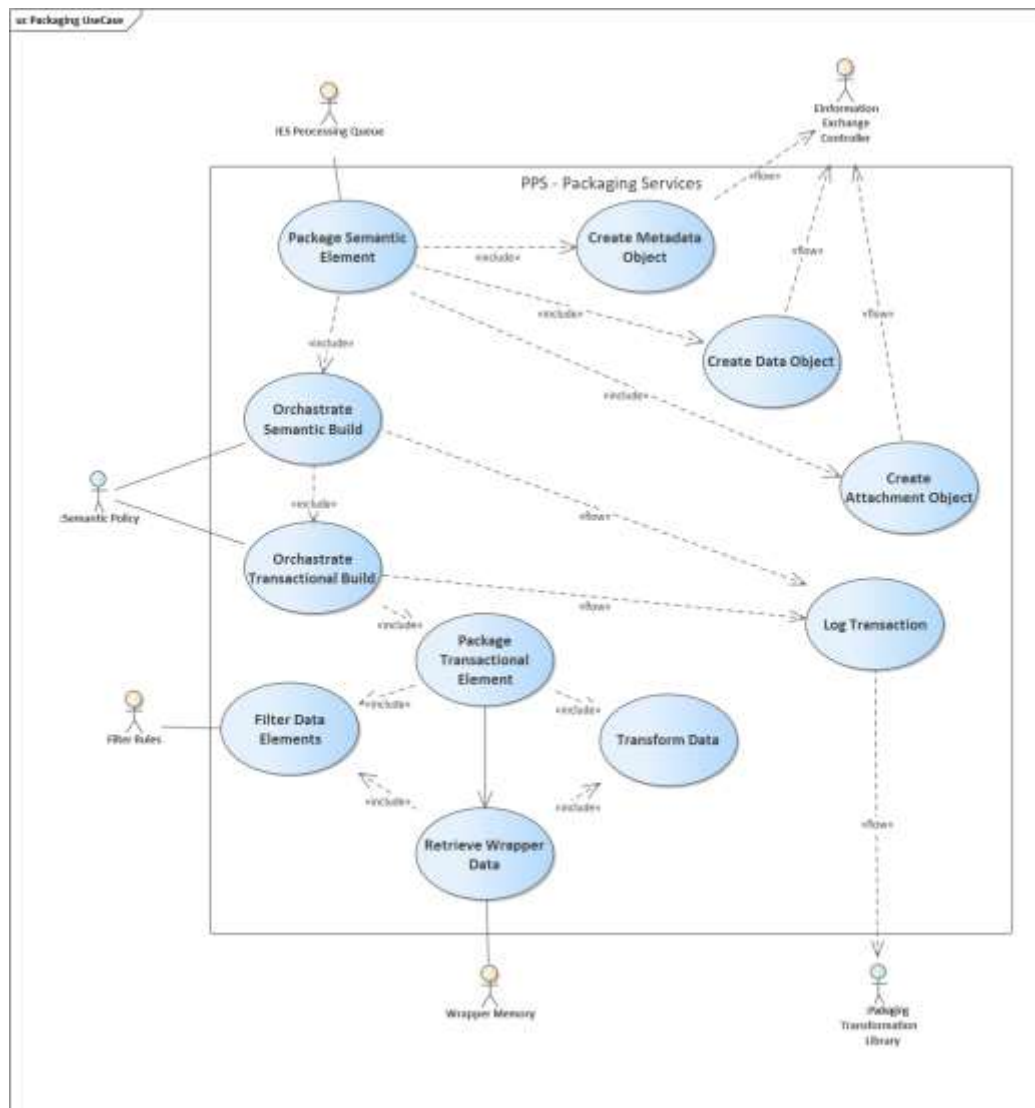 uc Packaging UseCase
IES Processing Queue
EInformation
Exchange
Controller
PPS - Packaging Services
«flow»
Package Semantic
Element
Create Metadata
Object
«include»
«flow»
«include»
«flow»
«include»
Create Data Object
«include»
Orchastrate
Semantic Build
Create
Attachment Object
:Semantic Policy
«include»
«flow»
Orchastrate
Transactional Build
«flow»
Log Transaction
«include»
Package
Transactional
Element
«include»
«include»
Filter Rules
Filter Data
Elements
Transform Data
«include»
«include»
«flow»
Retrieve Wrapper
Data
Wrapper Memory
:Pakaging
Transformation
Library